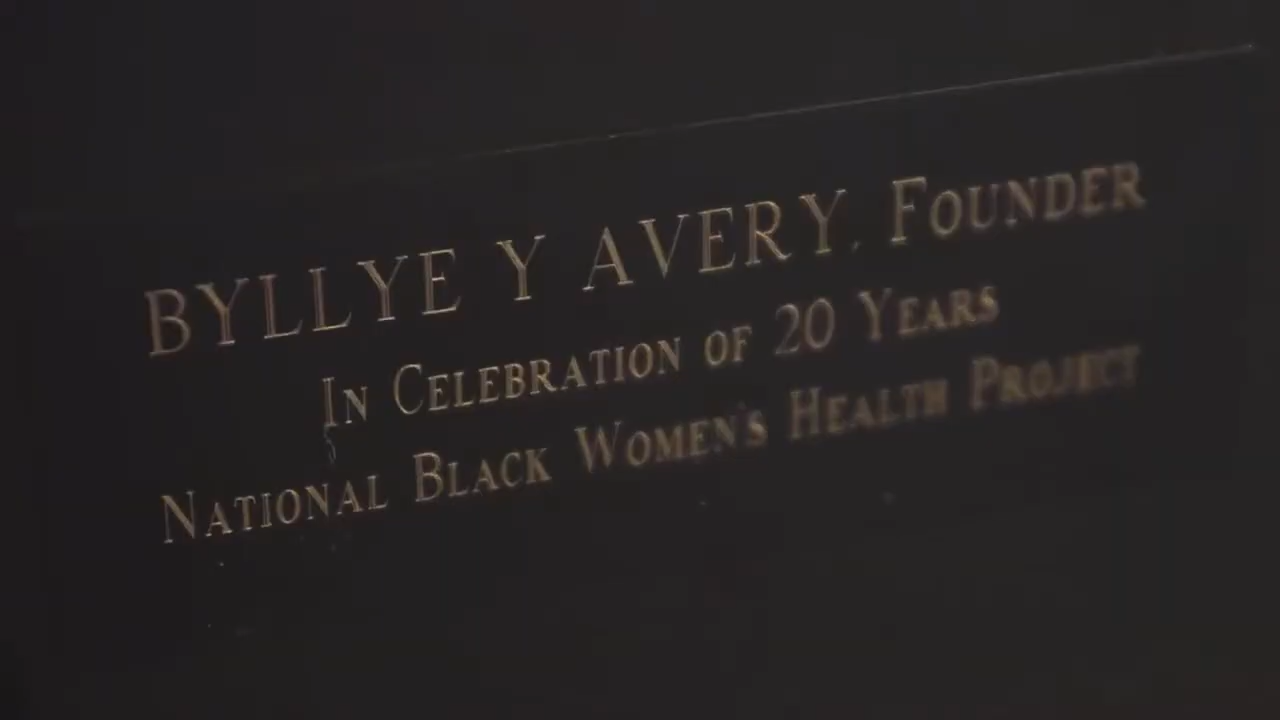 BYLLYE Y AVERY, FOUNDER
IN CELEBRATION OF 20 YEARS
NATIONAL BLACK WOMEN'S HEALTH PROJECT